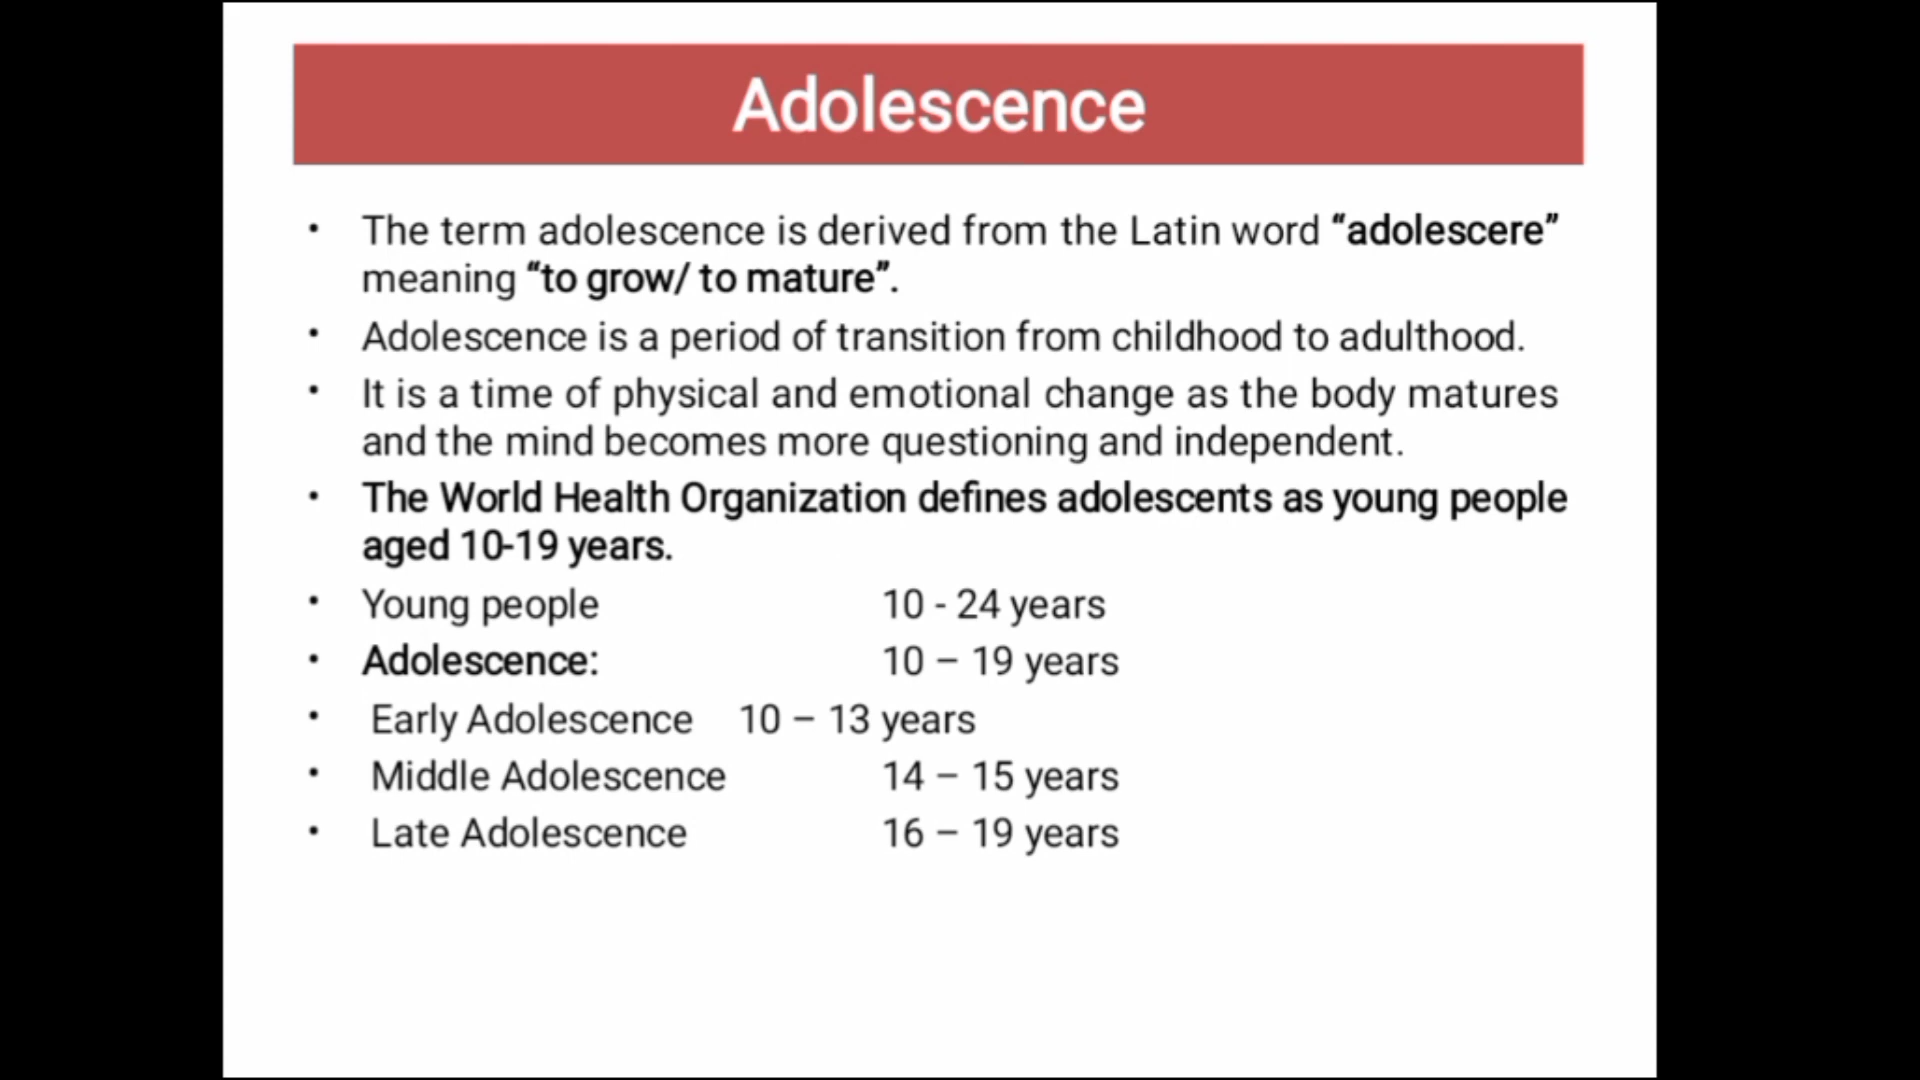 Adolescence
• The term adolescence is derived from the Latin word “adolescere”
meaning “to grow/ to mature”.
• Adolescence is a period of transition from childhood to adulthood.
• It is a time of physical and emotional change as the body matures
and the mind becomes more questioning and independent.
• The World Health Organization defines adolescents as young people
aged 10-19 years.
• Young people 10 - 24 years
• Adolescence: 10 – 19 years
• Early Adolescence 10 – 13 years
• Middle Adolescence 14 – 15 years
• Late Adolescence 16 – 19 years